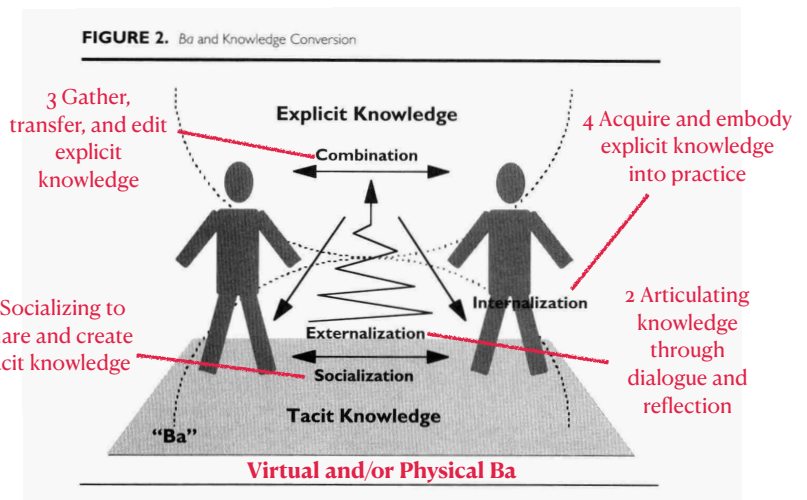 FIGURE 2. Ba and Knowledge Conversion
3 Gather,
transfer, and edit
explicit
knowledge
Explicit Knowledge
Combination
4 Acquire and embody
explicit knowledge
into practice
Internalization
2 Articulating
knowledge
through
dialogue and
reflection
Externalization
Socializing to
and create
knowledge
Socialization
Tacit Knowledge
“Ba”
Virtual and/or Physical Ba